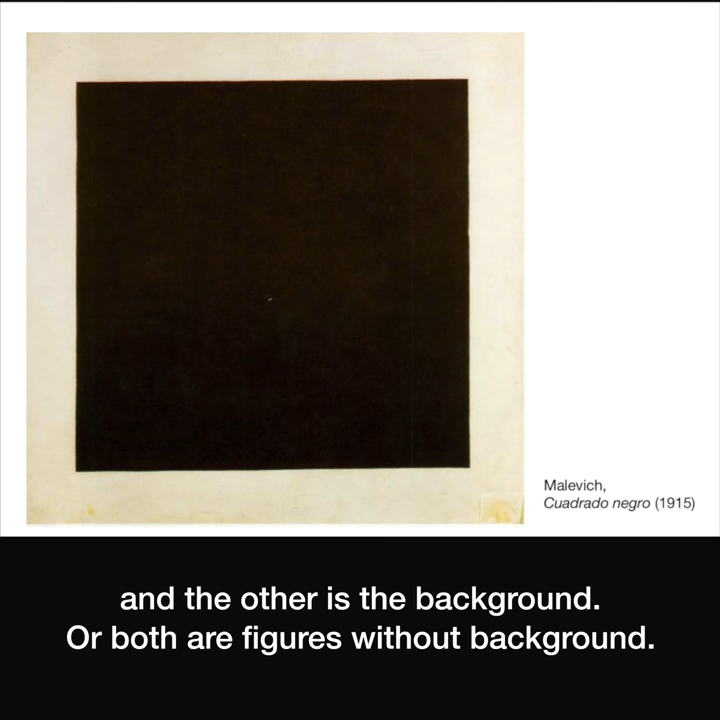 Malevich,
Cuadrado negro (1915)
and the other is the background.
Or both are figures without background.